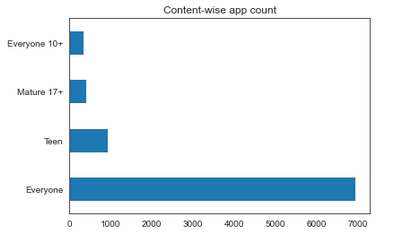 Content-wise app count
Everyone 10+
Mature 17+
Teen
Everyone
0 1000 2000 3000 4000 5000 6000 7000